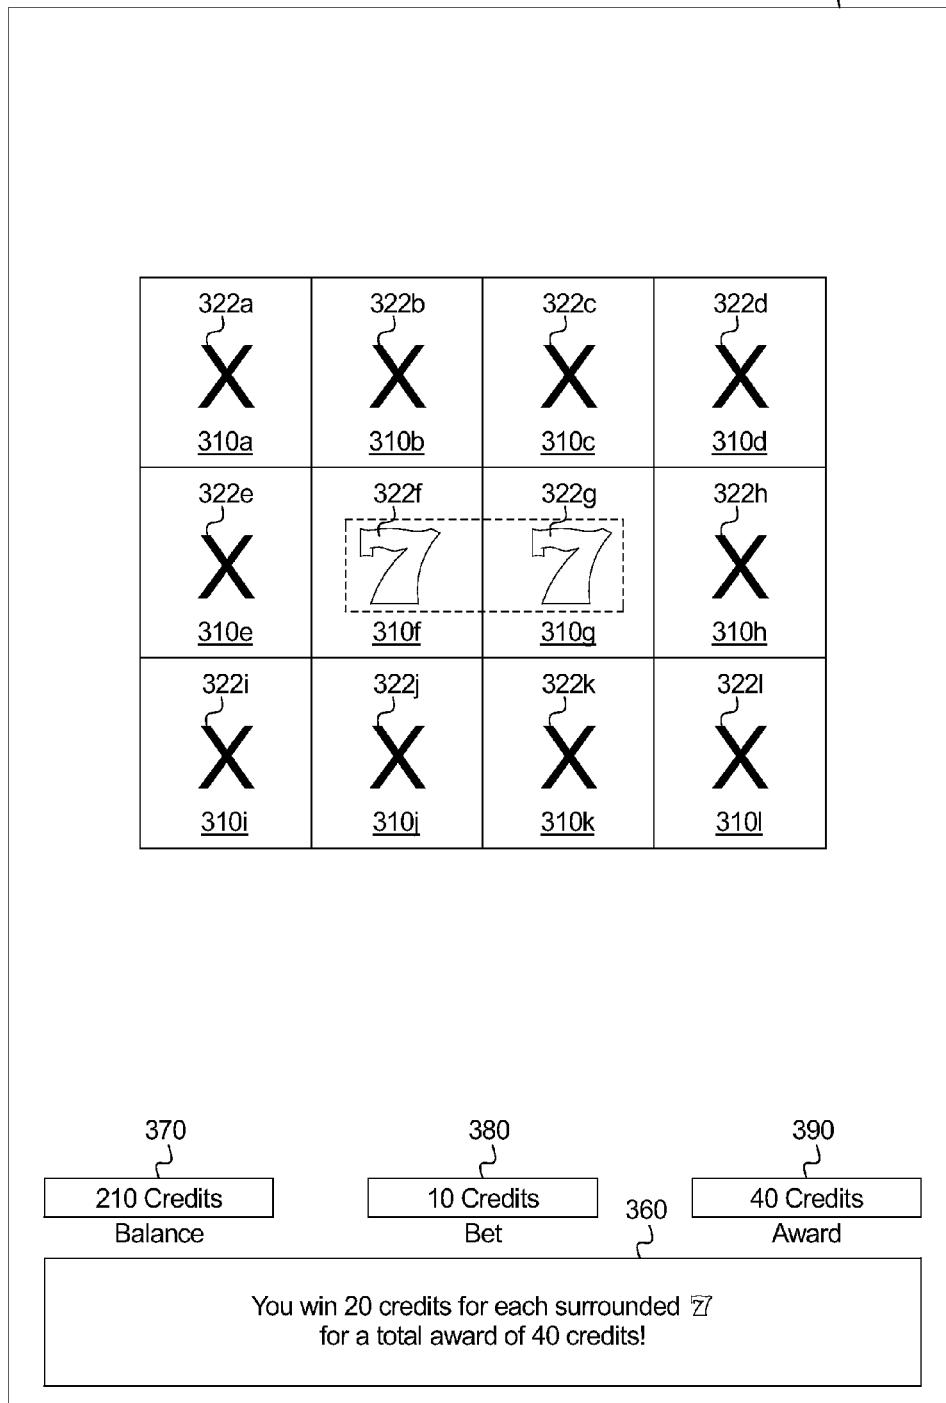 322a 322b 322c 322d
X X X X
310a 310b 310c 310d
322e 322f 322g 322h
X 7 7 X
310e 310f 310g 310h
322i 322j 322k 322l
X X X X
310i 310j 310k 310l
370 380 390
210 Credits 10 Credits 40 Credits
360
Balance Bet Award
You win 20 credits for each surrounded 7
for a total award of 40 credits!